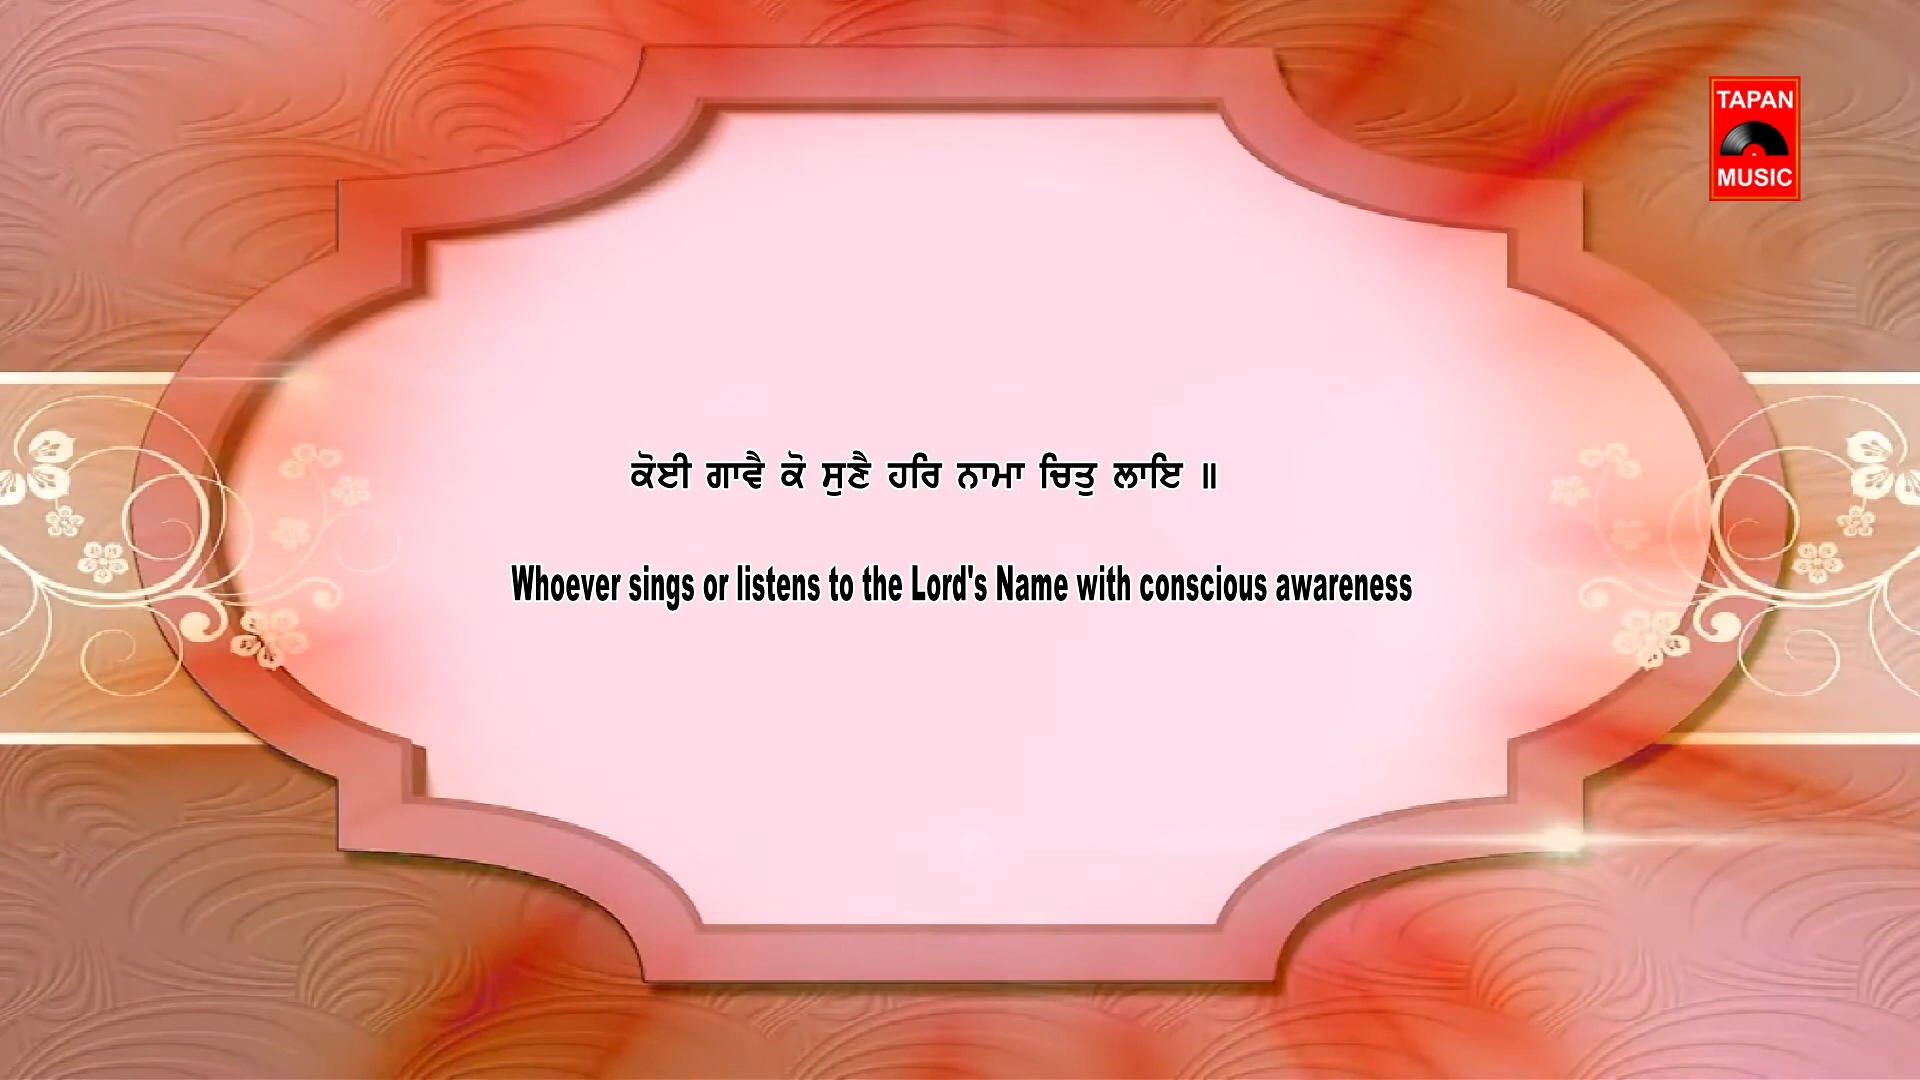 TAPAN
MUSIC
ਕੋਈ ਗਾਵੈ ਕੋ ਸੁਣੈ ਹਰਿ ਨਾਮਾ ਚਿਤੁ ਲਾਇ ॥
Whoever sings or listens to the Lord's Name with conscious awareness